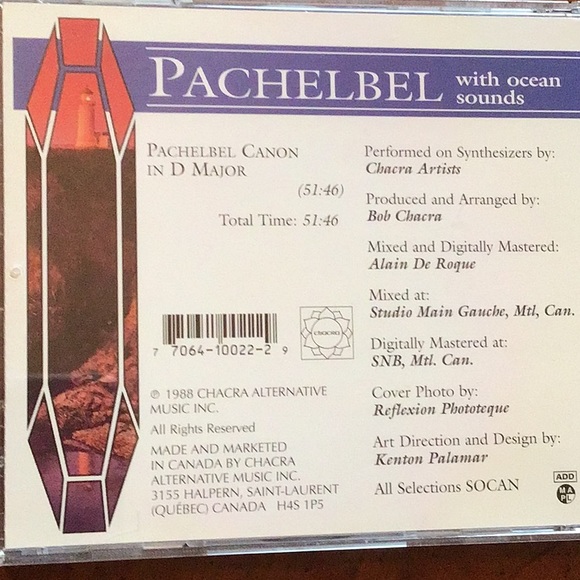 PACHELBEL with ocean
sounds
PACHELBEL CANON
IN D MAJOR
(51:46)
Total Time: 51:46
Performed on Synthesizers by:
Chacra Artists
Produced and Arranged by:
Bob Chacra
Mixed and Digitally Mastered:
Alain De Roque
Mixed at:
Studio Main Gauche, Mtl, Can.
Digitally Mastered at:
SNB, Mtl. Can.
Cover Photo by:
Reflexion Phototeque
Art Direction and Design by:
Kenton Palamar
All Selections SOCAN
ADD
MAPL
7 7064-10022-2 9
CHACRA
℗ 1988 CHACRA ALTERNATIVE
MUSIC INC.
All Rights Reserved
MADE AND MARKETED
IN CANADA BY CHACRA
ALTERNATIVE MUSIC INC.
3155 HALPERN, SAINT-LAURENT
(QUÉBEC) CANADA H4S 1P5